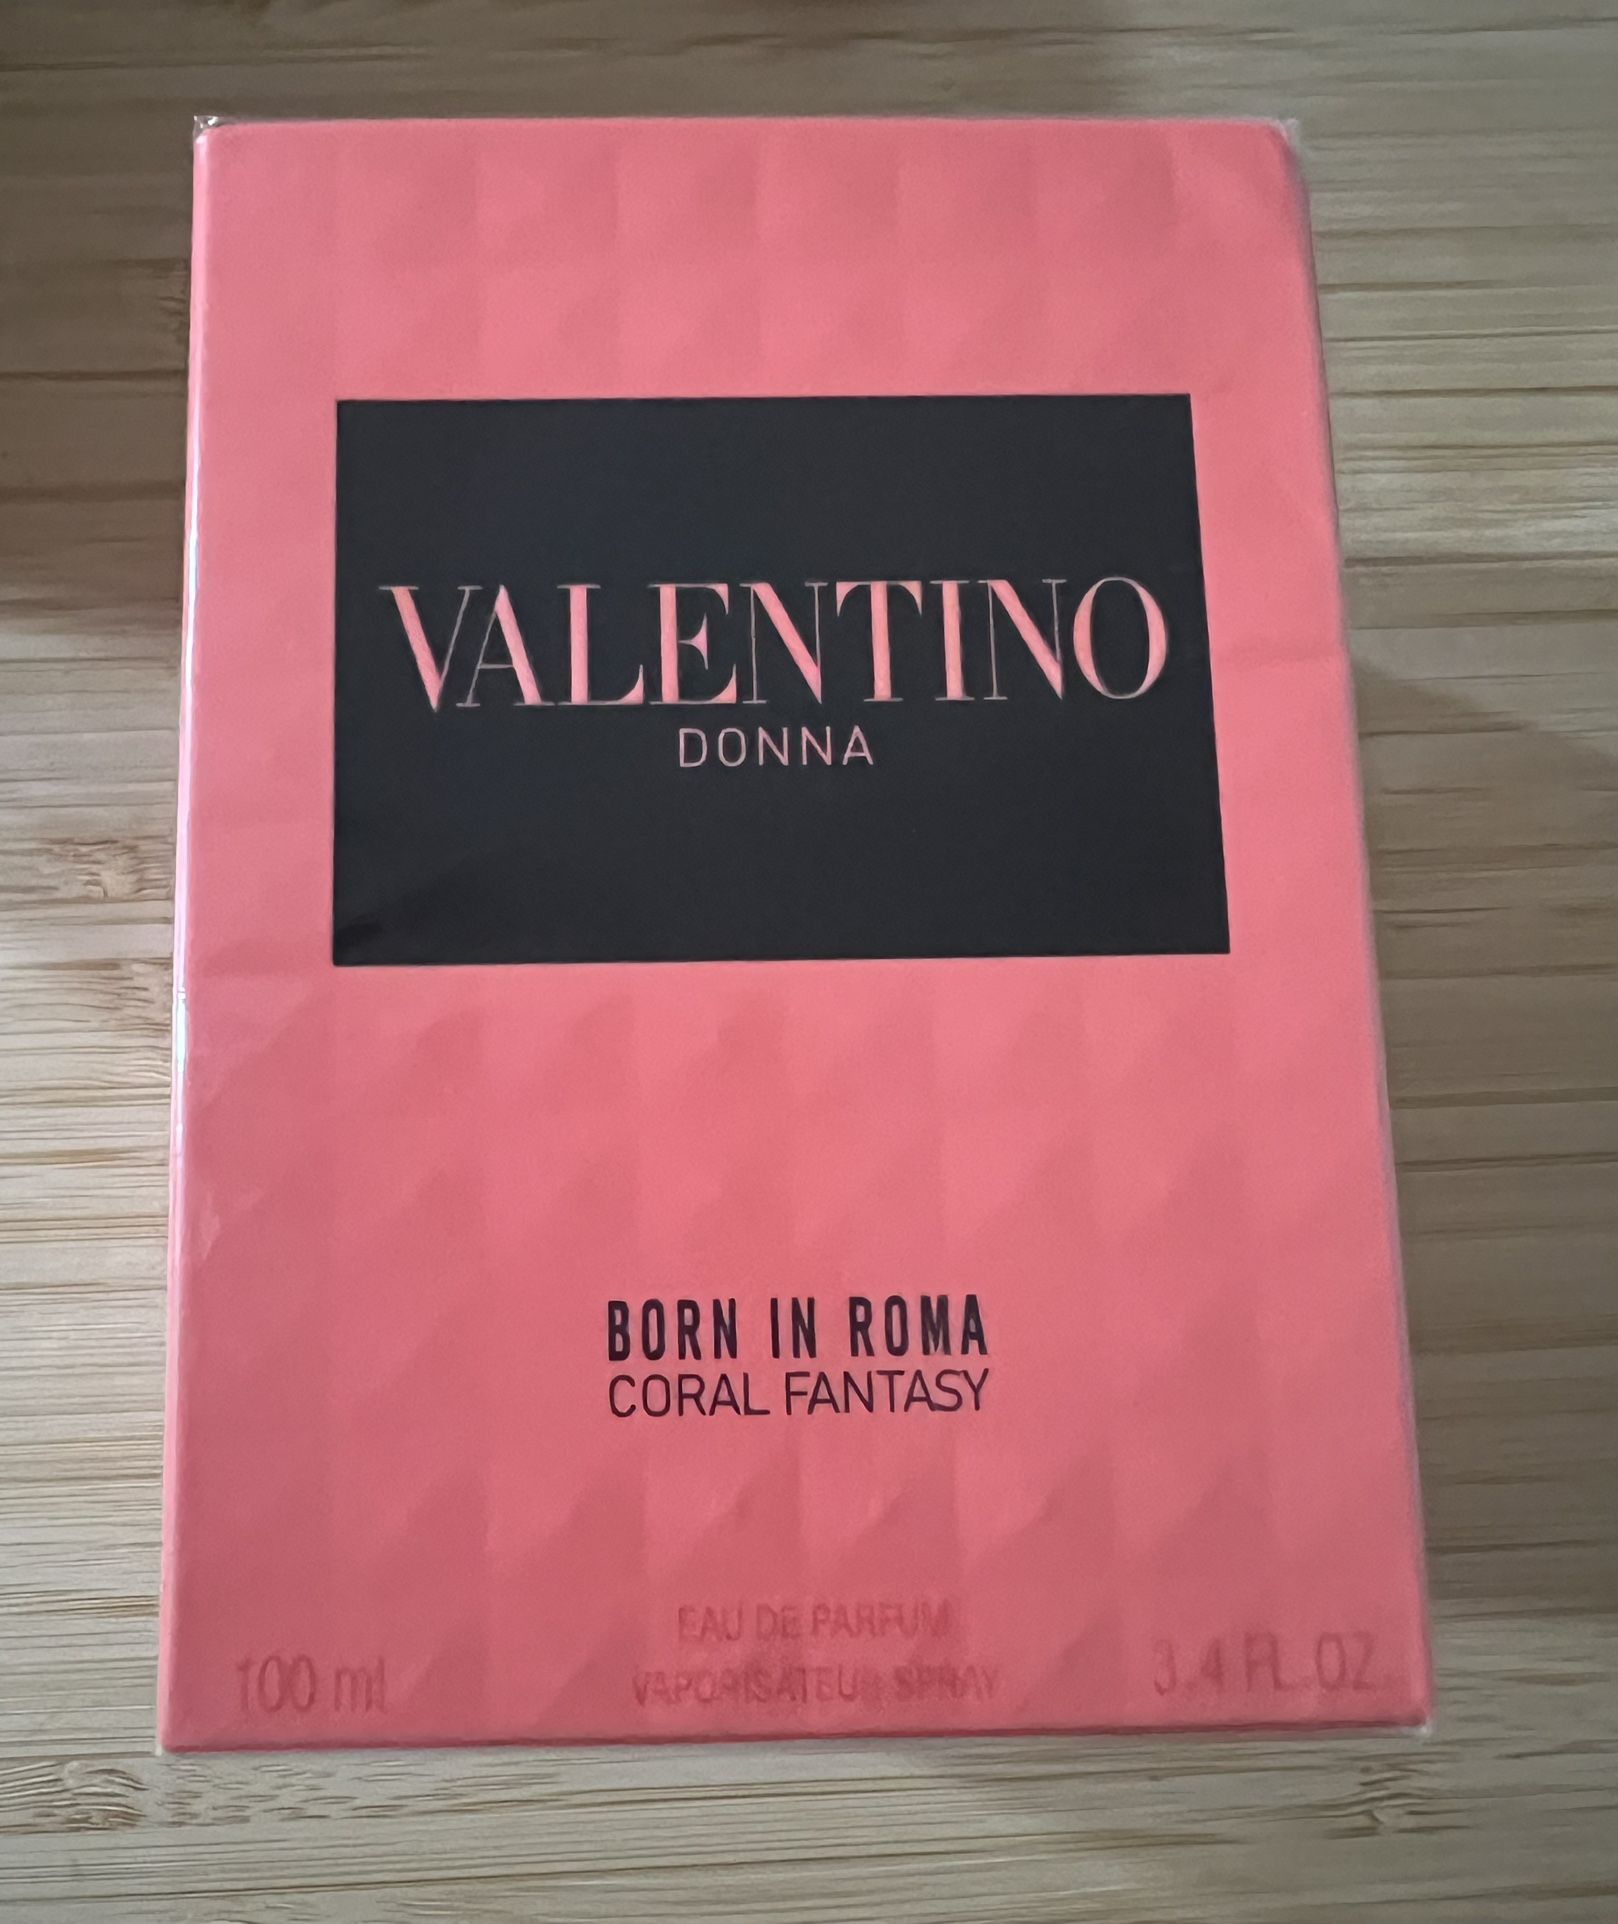 VALENTINO
DONNA
BORN IN ROMA
CORAL FANTASY
EAU DE PARFUM
VAPORISATEUR SPRAY
100 ml
3.4 FL.OZ